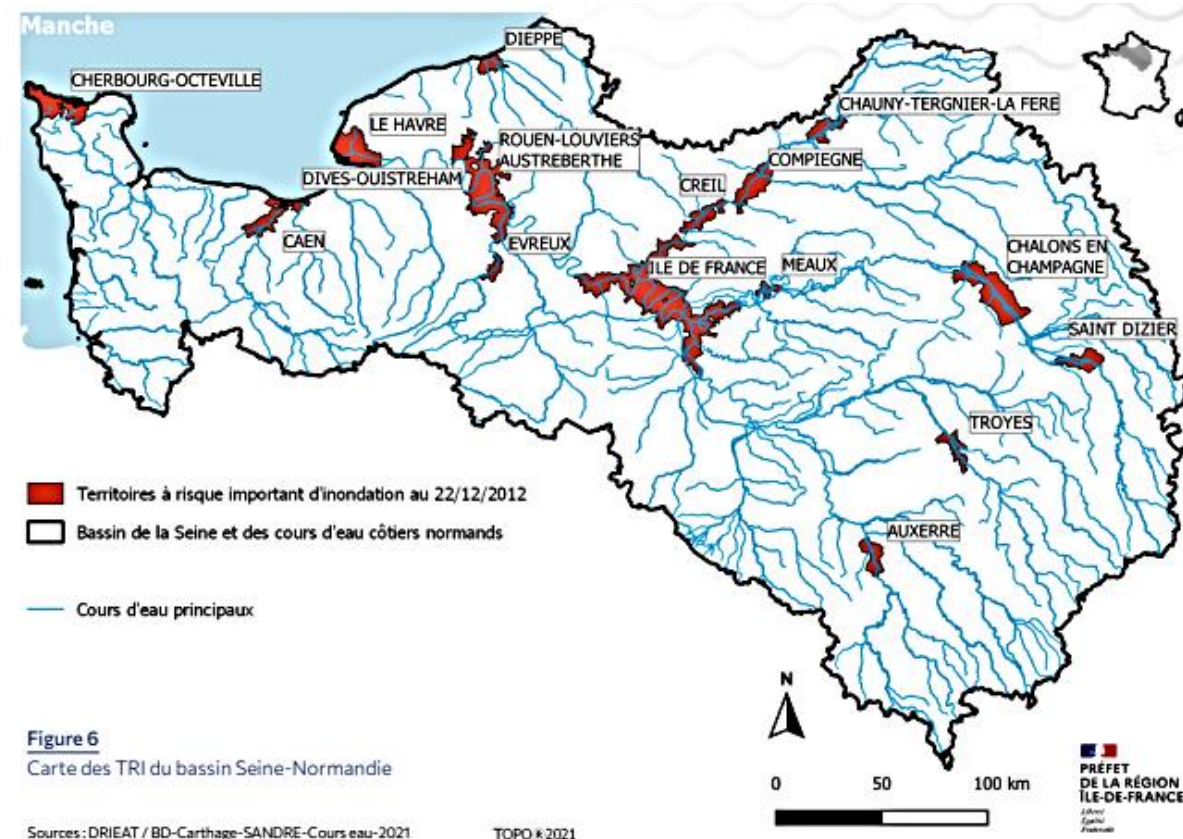 Manche
DIEPPE
CHERBOURG-OCTEVILLE
CHAUNY-TERGNIER-LA FERE
LE HAVRE
ROUEN-LOUVIERS
AUSTREBERTHE
COMPIEGNE
DIVES-OUISTREHAM
CREIL
CAEN
EVREUX
ILE DE FRANCE
MEAUX
CHALONS EN
CHAMPAGNE
SAINT DIZIER
TROYES
AUXERRE
Territoires à risque important d'inondation au 22/12/2012
Bassin de la Seine et des cours d'eau côtiers normands
Cours d'eau principaux
N
Figure 6
Carte des TRI du bassin Seine-Normandie
0 50 100 km
PRÉFET
DE LA RÉGION
ÎLE-DE-FRANCE
Liberté
Égalité
Fraternité
Sources : DRIEAT / BD-Carthage-SANDRE-Cours eau-2021